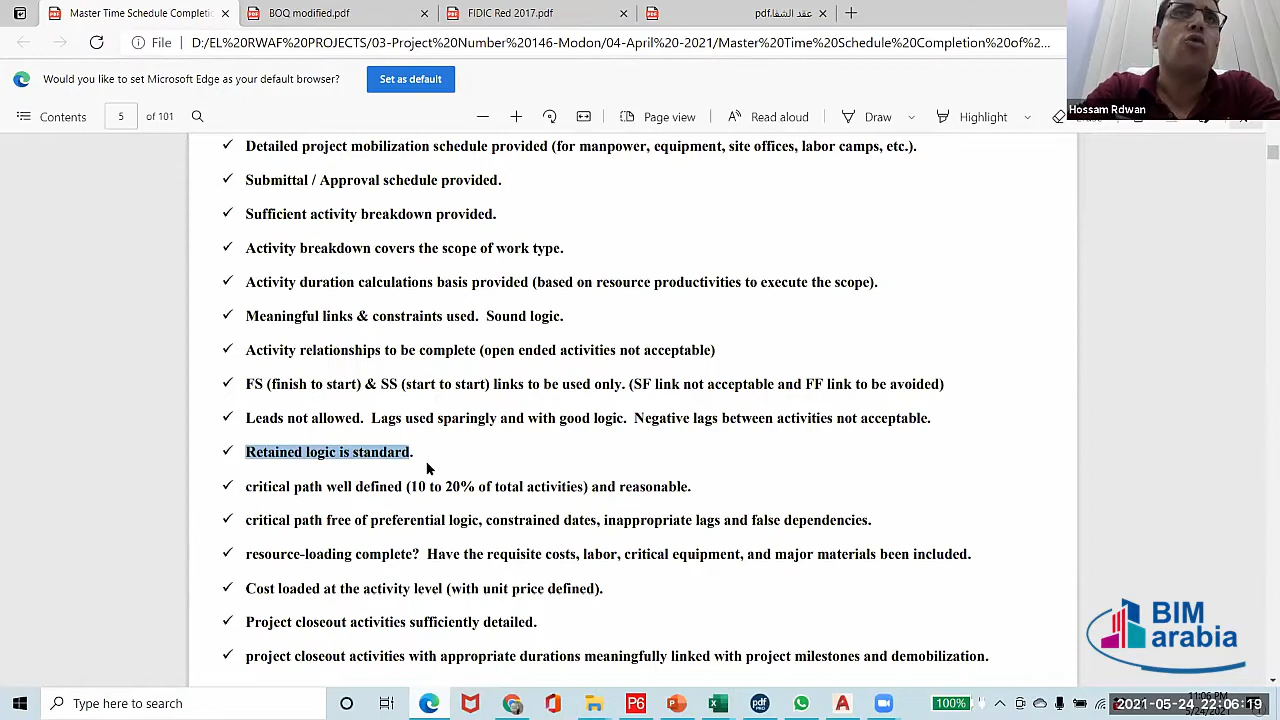 Master Time Schedule Completio
BOQ modified.pdf
FIDIC Red 2017.pdf
عقد الشفا.pdf
File
D:/EL%20RWAF%20PROJECTS/03-Project%20Number%20146-Modon/04-April%20-2021/Master%20Time%20Schedule%20Completion%20of%2...
Would you like to set Microsoft Edge as your default browser?
Set as default
Hossam Rdwan
Contents
5
of 101
Page view
Read aloud
Draw
Highlight
Detailed project mobilization schedule provided (for manpower, equipment, site offices, labor camps, etc.).
Submittal / Approval schedule provided.
Sufficient activity breakdown provided.
Activity breakdown covers the scope of work type.
Activity duration calculations basis provided (based on resource productivities to execute the scope).
Meaningful links & constraints used.  Sound logic.
Activity relationships to be complete (open ended activities not acceptable)
FS (finish to start) & SS (start to start) links to be used only. (SF link not acceptable and FF link to be avoided)
Leads not allowed.  Lags used sparingly and with good logic.  Negative lags between activities not acceptable.
Retained logic is standard.
critical path well defined (10 to 20% of total activities) and reasonable.
critical path free of preferential logic, constrained dates, inappropriate lags and false dependencies.
resource-loading complete?  Have the requisite costs, labor, critical equipment, and major materials been included.
Cost loaded at the activity level (with unit price defined).
Project closeout activities sufficiently detailed.
project closeout activities with appropriate durations meaningfully linked with project milestones and demobilization.
BIM
arabia
Type here to search
P6
100%
11:06 PM
2021-05-24 22:06:19